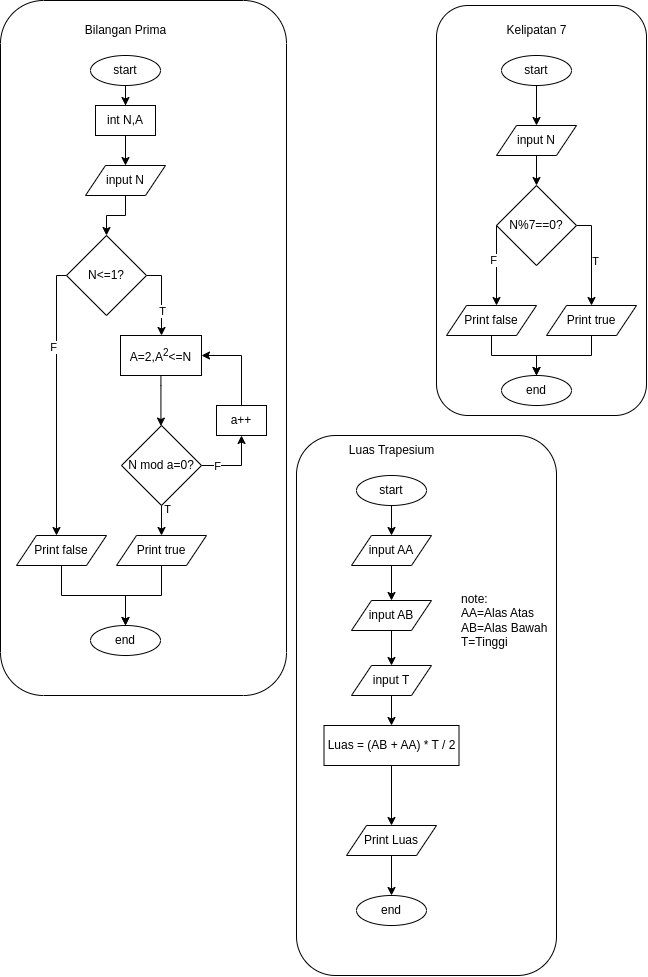 Bilangan Prima
start
int N,A
input N
N<=1?
F
T
A=2,A²<=N
a++
N mod a=0?
F
T
Print false
Print true
end
Kelipatan 7
start
input N
N%7==0?
F
T
Print false
Print true
end
Luas Trapesium
start
input AA
input AB
input T
Luas = (AB + AA) * T / 2
Print Luas
end
note:
AA=Alas Atas
AB=Alas Bawah
T=Tinggi